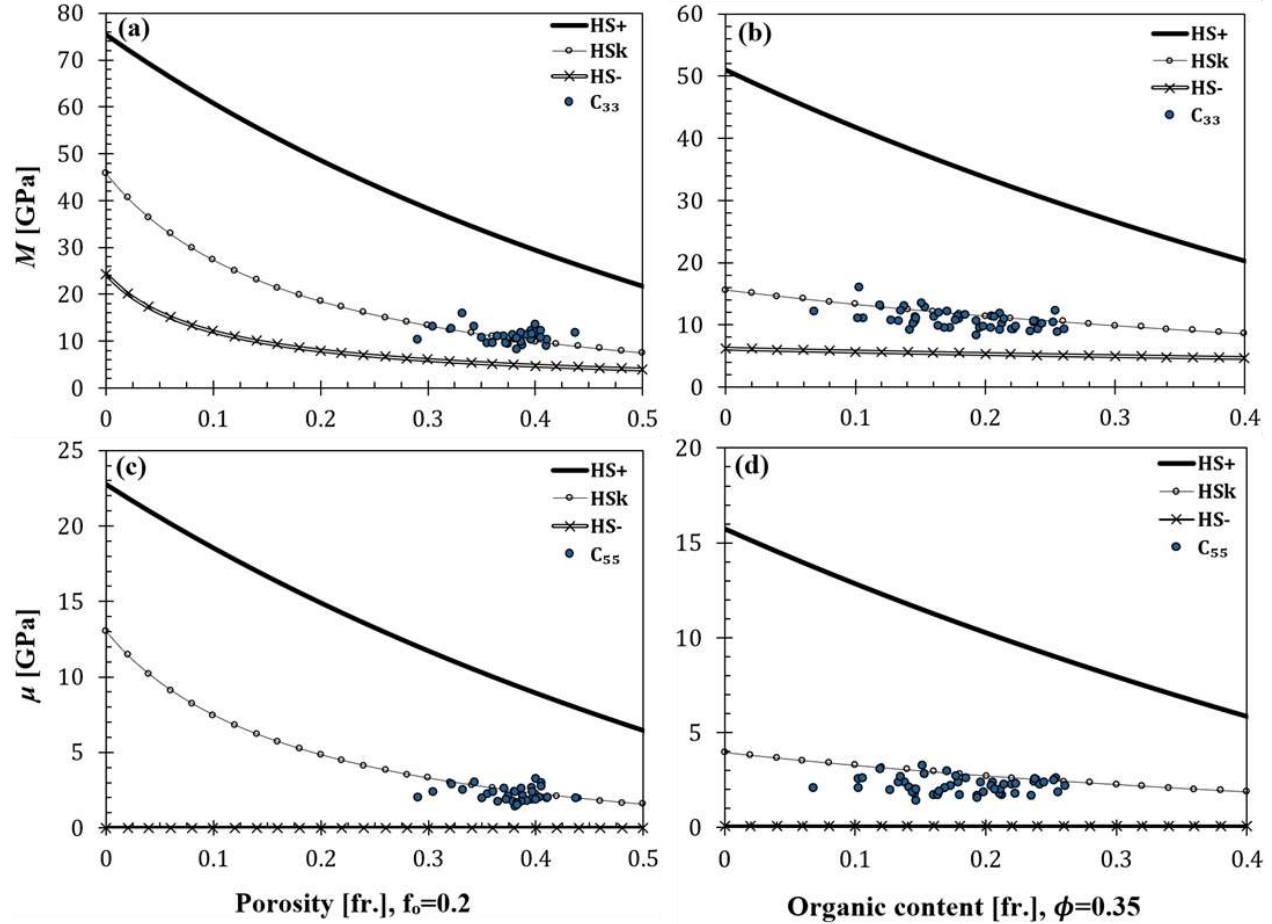 (a)
HS+
HSk
HS-
C₃₃
80
70
60
50
40
30
20
10
0
M [GPa]
0 0.1 0.2 0.3 0.4 0.5
(b)
HS+
HSk
HS-
C₃₃
60
50
40
30
20
10
0
0 0.1 0.2 0.3 0.4
(c)
HS+
HSk
HS-
C₅₅
25
20
15
10
5
0
μ [GPa]
0 0.1 0.2 0.3 0.4 0.5
Porosity [fr.], fₒ=0.2
(d)
HS+
HSk
HS-
C₅₅
20
15
10
5
0
0 0.1 0.2 0.3 0.4
Organic content [fr.], ϕ=0.35